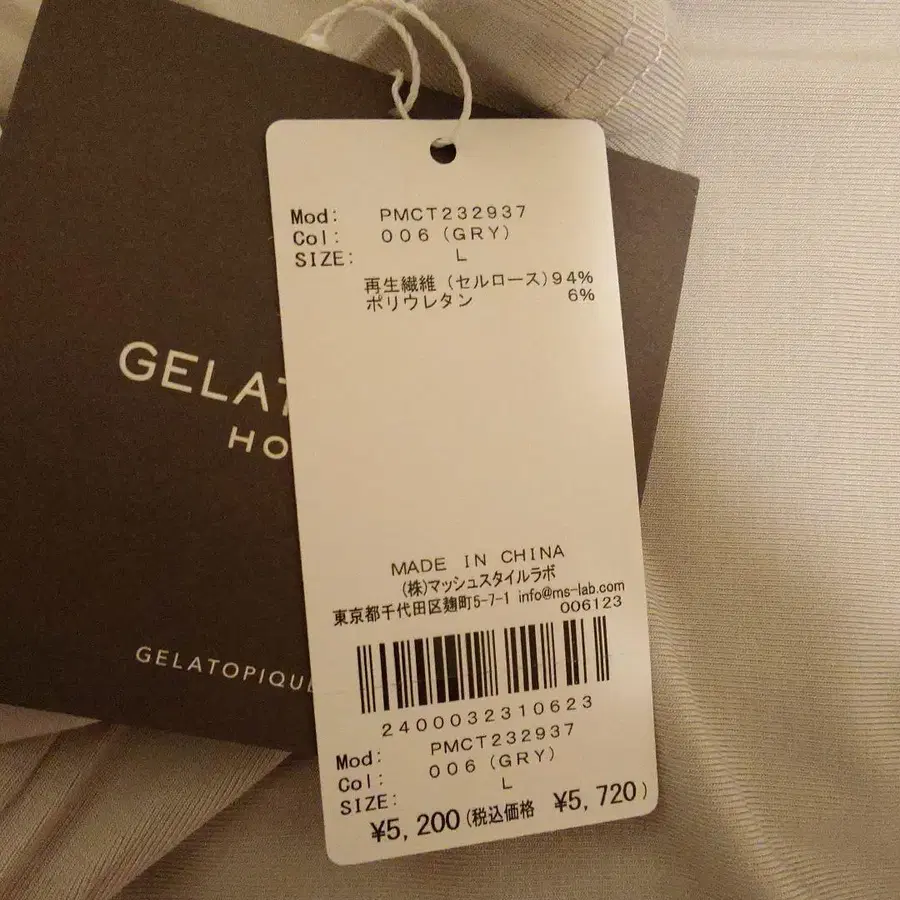 Mod: PMCT232937
Col: 006(GRY)
SIZE: L
再生繊維(セルロース)94%
ポリウレタン 6%
GELAT
HO
MADE IN CHINA
(株)マッシュスタイルラボ
東京都千代田区麹町5-7-1 info@ms-lab.com
006123
GELATOPIQUE
2400032310623
Mod: PMCT232937
Col: 006(GRY)
SIZE: L
¥5,200(税込価格 ¥5,720)